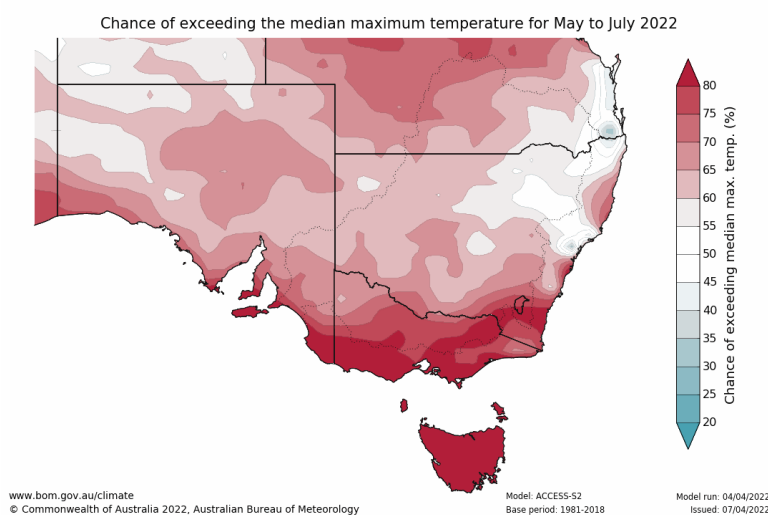 Chance of exceeding the median maximum temperature for May to July 2022
80
75
70
65
60
55
50
45
40
35
30
25
20
Chance of exceeding median max. temp. (%)
www.bom.gov.au/climate
© Commonwealth of Australia 2022, Australian Bureau of Meteorology
Model: ACCESS-S2
Base period: 1981-2018
Model run: 04/04/2022
Issued: 07/04/2022